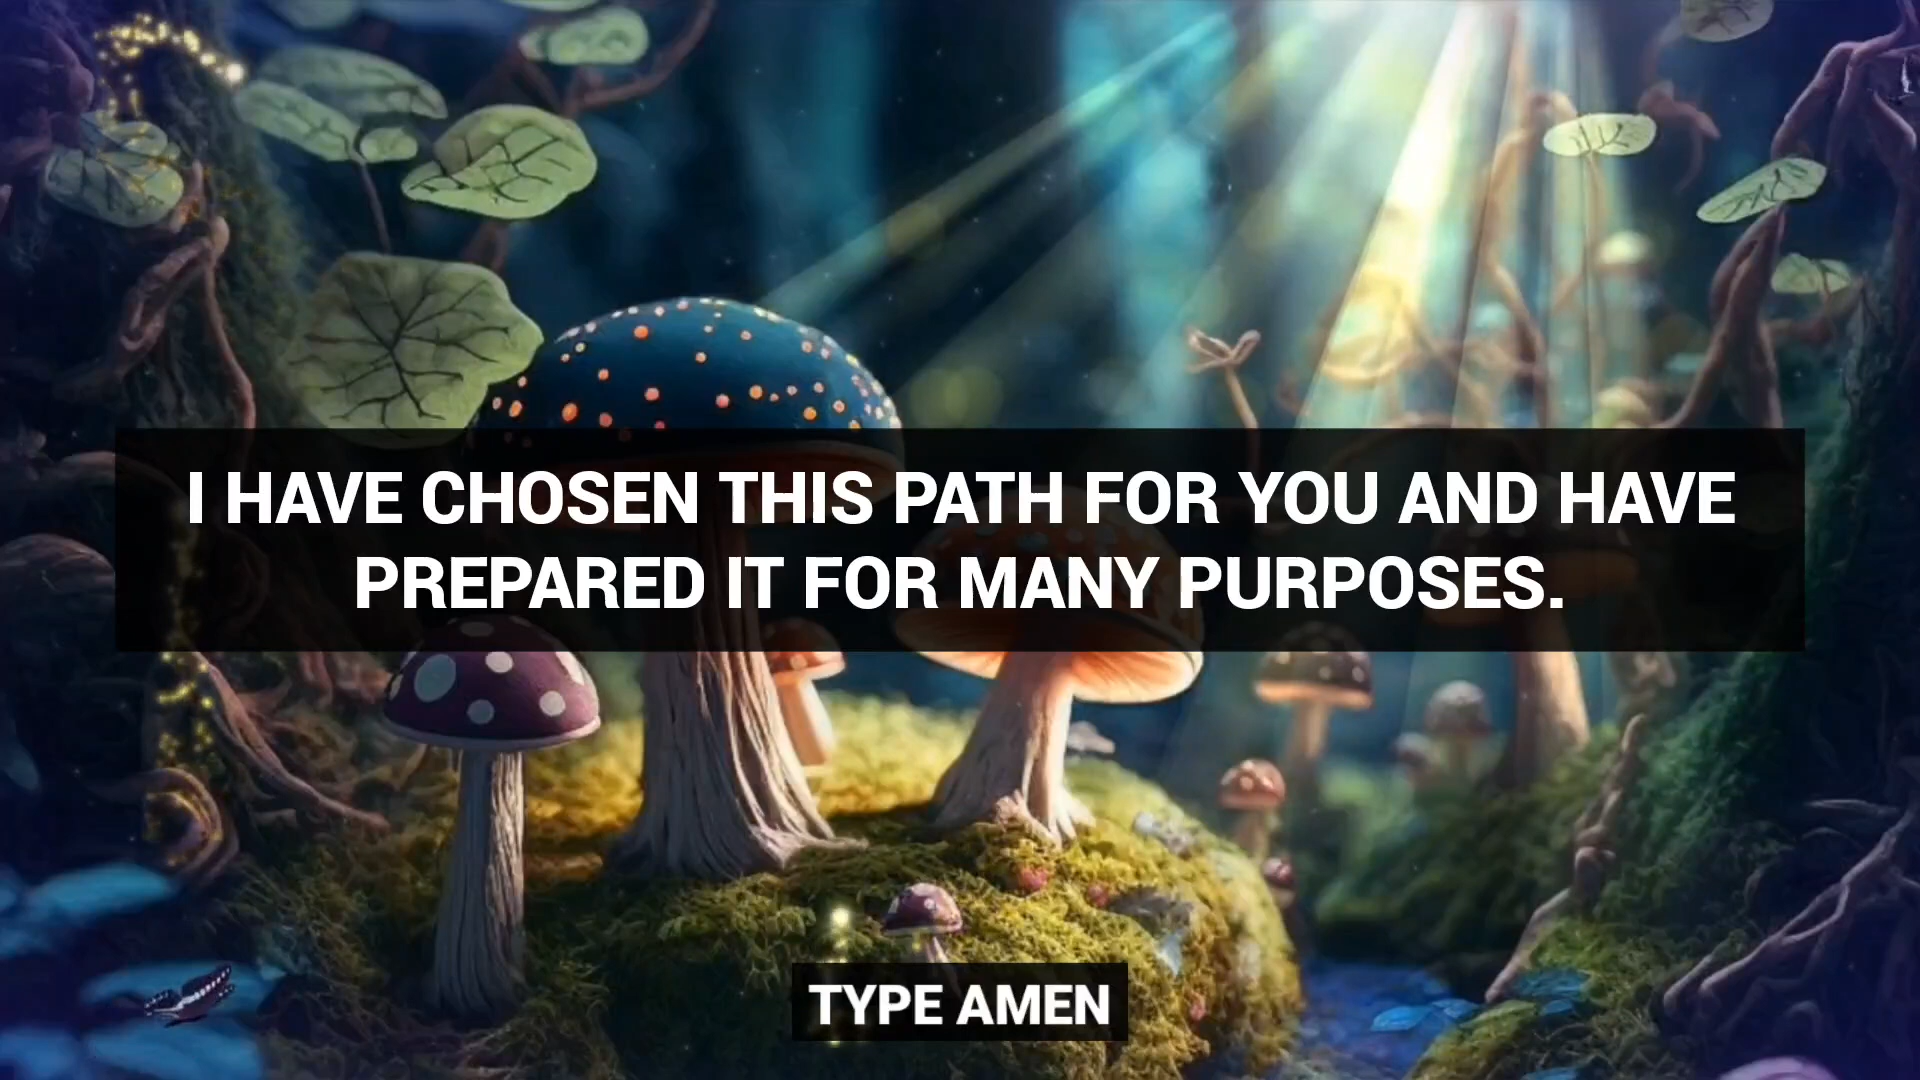 I HAVE CHOSEN THIS PATH FOR YOU AND HAVE
PREPARED IT FOR MANY PURPOSES.
TYPE AMEN